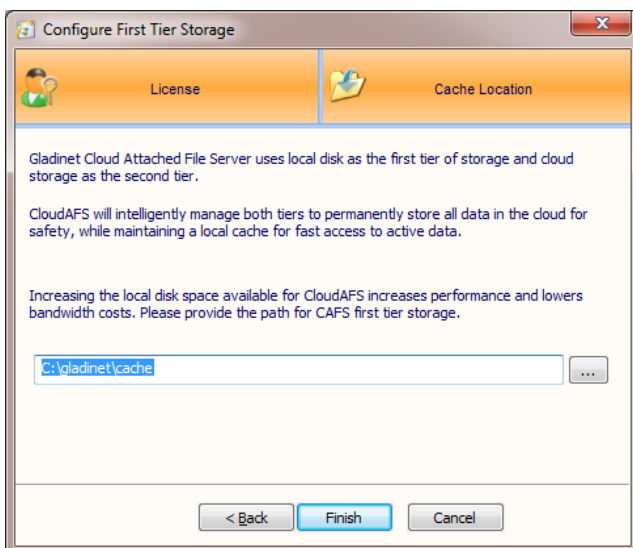 Configure First Tier Storage
License
Cache Location
Gladinet Cloud Attached File Server uses local disk as the first tier of storage and cloud
storage as the second tier.
CloudAFS will intelligently manage both tiers to permanently store all data in the cloud for
safety, while maintaining a local cache for fast access to active data.
Increasing the local disk space available for CloudAFS increases performance and lowers
bandwidth costs. Please provide the path for CAFS first tier storage.
C:\gladinet\cache
...
< Back
Finish
Cancel